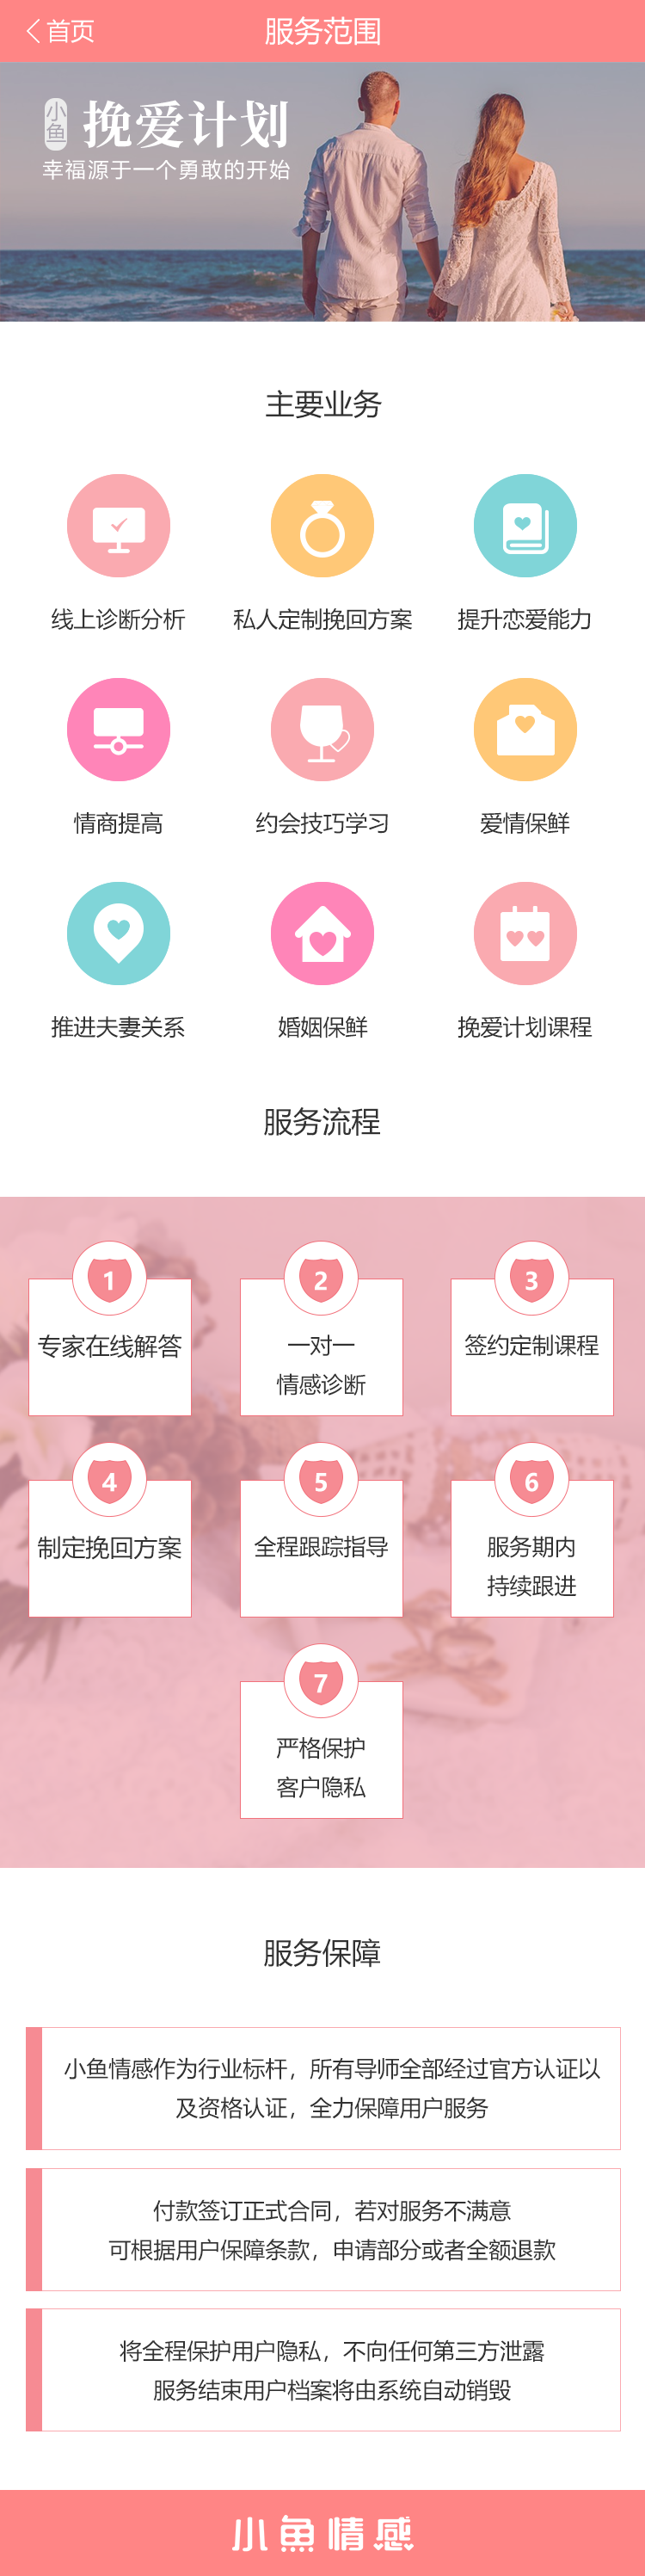 首页
服务范围
小鱼
挽爱计划
幸福源于一个勇敢的开始
主要业务
线上诊断分析
私人定制挽回方案
提升恋爱能力
情商提高
约会技巧学习
爱情保鲜
推进夫妻关系
婚姻保鲜
挽爱计划课程
服务流程
1
专家在线解答
2
一对一
情感诊断
3
签约定制课程
4
制定挽回方案
5
全程跟踪指导
6
服务期内
持续跟进
7
严格保护
客户隐私
服务保障
小鱼情感作为行业标杆，所有导师全部经过官方认证以
及资格认证，全力保障用户服务
付款签订正式合同，若对服务不满意
可根据用户保障条款，申请部分或者全额退款
将全程保护用户隐私，不向任何第三方泄露
服务结束用户档案将由系统自动销毁
小鱼情感